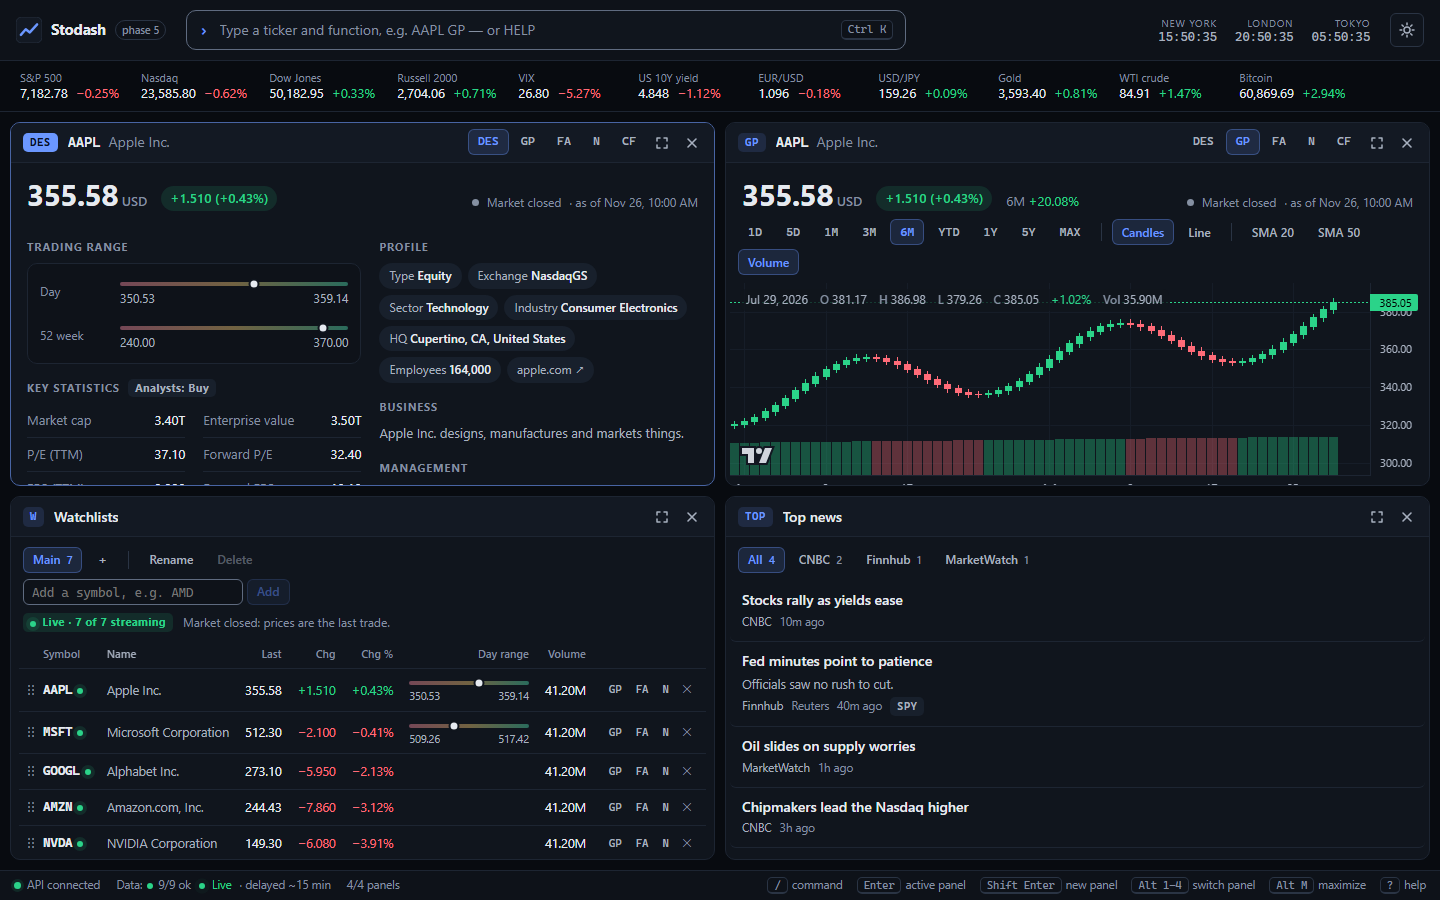 Stodash phase 5
› Type a ticker and function, e.g. AAPL GP — or HELP Ctrl K
NEW YORK LONDON TOKYO
15:50:35 20:50:35 05:50:35
S&P 500 Nasdaq Dow Jones Russell 2000 VIX US 10Y yield EUR/USD USD/JPY Gold WTI crude Bitcoin
7,182.78 −0.25% 23,585.80 −0.62% 50,182.95 +0.33% 2,704.06 +0.71% 26.80 −5.27% 4.848 −1.12% 1.096 −0.18% 159.26 +0.09% 3,593.40 +0.81% 84.91 +1.47% 60,869.69 +2.94%
DES AAPL Apple Inc. DES GP FA N CF
355.58 USD +1.510 (+0.43%) Market closed · as of Nov 26, 10:00 AM
TRADING RANGE
Day
350.53 359.14
52 week
240.00 370.00
KEY STATISTICS Analysts: Buy
Market cap 3.40T Enterprise value 3.50T
P/E (TTM) 37.10 Forward P/E 32.40
PROFILE
Type Equity Exchange NasdaqGS
Sector Technology Industry Consumer Electronics
HQ Cupertino, CA, United States
Employees 164,000 apple.com ↗
BUSINESS
Apple Inc. designs, manufactures and markets things.
MANAGEMENT
GP AAPL Apple Inc. DES GP FA N CF
355.58 USD +1.510 (+0.43%) 6M +20.08% Market closed · as of Nov 26, 10:00 AM
1D 5D 1M 3M 6M YTD 1Y 5Y MAX Candles Line SMA 20 SMA 50
Volume
Jul 29, 2026 O 381.17 H 386.98 L 379.26 C 385.05 +1.02% Vol 35.90M
385.05
380.00
360.00
340.00
320.00
300.00
W Watchlists
Main 7 + Rename Delete
Add a symbol, e.g. AMD Add
Live · 7 of 7 streaming Market closed: prices are the last trade.
Symbol Name Last Chg Chg % Day range Volume
AAPL Apple Inc. 355.58 +1.510 +0.43% 350.53 359.14 41.20M GP FA N
MSFT Microsoft Corporation 512.30 −2.100 −0.41% 509.26 517.42 41.20M GP FA N
GOOGL Alphabet Inc. 273.10 −5.950 −2.13% 41.20M GP FA N
AMZN Amazon.com, Inc. 244.43 −7.860 −3.12% 41.20M GP FA N
NVDA NVIDIA Corporation 149.30 −6.080 −3.91% 41.20M GP FA N
TOP Top news
All 4 CNBC 2 Finnhub 1 MarketWatch 1
Stocks rally as yields ease
CNBC 10m ago
Fed minutes point to patience
Officials saw no rush to cut.
Finnhub Reuters 40m ago SPY
Oil slides on supply worries
MarketWatch 1h ago
Chipmakers lead the Nasdaq higher
CNBC 3h ago
API connected Data: 9/9 ok Live · delayed ~15 min 4/4 panels
/ command Enter active panel Shift Enter new panel Alt 1–4 switch panel Alt M maximize ? help